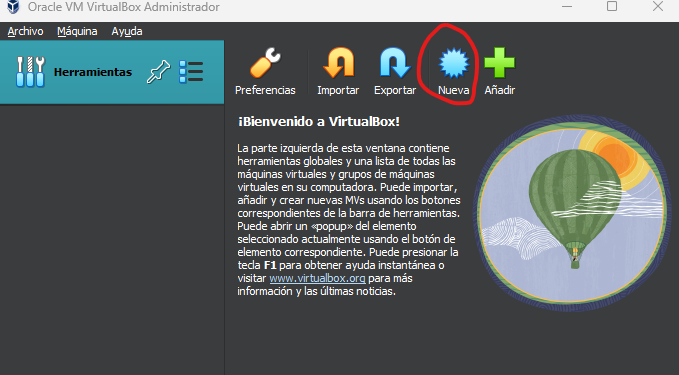 Oracle VM VirtualBox Administrador
Archivo Máquina Ayuda
Herramientas
Preferencias Importar Exportar Nueva Añadir
¡Bienvenido a VirtualBox!
La parte izquierda de esta ventana contiene
herramientas globales y una lista de todas las
máquinas virtuales y grupos de máquinas
virtuales en su computadora. Puede importar,
añadir y crear nuevas MVs usando los botones
correspondientes de la barra de herramientas.
Puede abrir un «popup» del elemento
seleccionado actualmente usando el botón de
elemento correspondiente. Puede presionar la
tecla F1 para obtener ayuda instantánea o
visitar www.virtualbox.org para más
información y las últimas noticias.